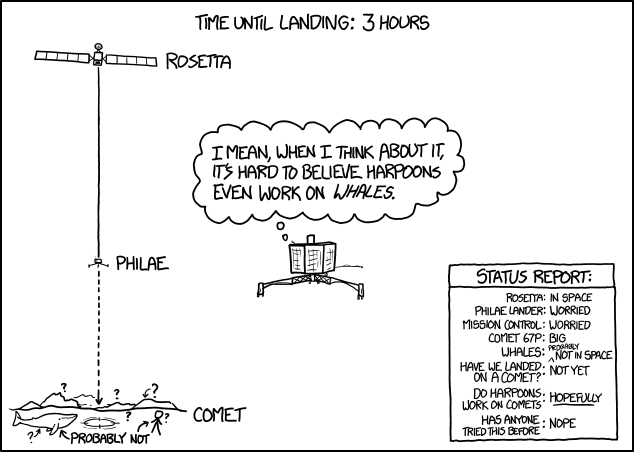 TIME UNTIL LANDING: 3 HOURS
ROSETTA
I MEAN, WHEN I THINK ABOUT IT,
IT'S HARD TO BELIEVE HARPOONS
EVEN WORK ON WHALES.
PHILAE
?
?
?
COMET
?
?
?
PROBABLY NOT
STATUS REPORT:
ROSETTA: IN SPACE
PHILAE LANDER: WORRIED
MISSION CONTROL: WORRIED
COMET 67P: BIG
PROBABLY
WHALES: ^NOT IN SPACE
HAVE WE LANDED
ON A COMET?: NOT YET
DO HARPOONS
WORK ON COMETS: HOPEFULLY
HAS ANYONE
TRIED THIS BEFORE: NOPE